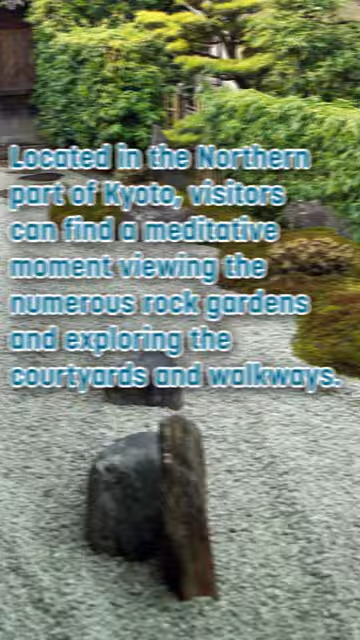 Located in the Northern
part of Kyoto, visitors
can find a meditative
moment viewing the
numerous rock gardens
and exploring the
courtyards and walkways.